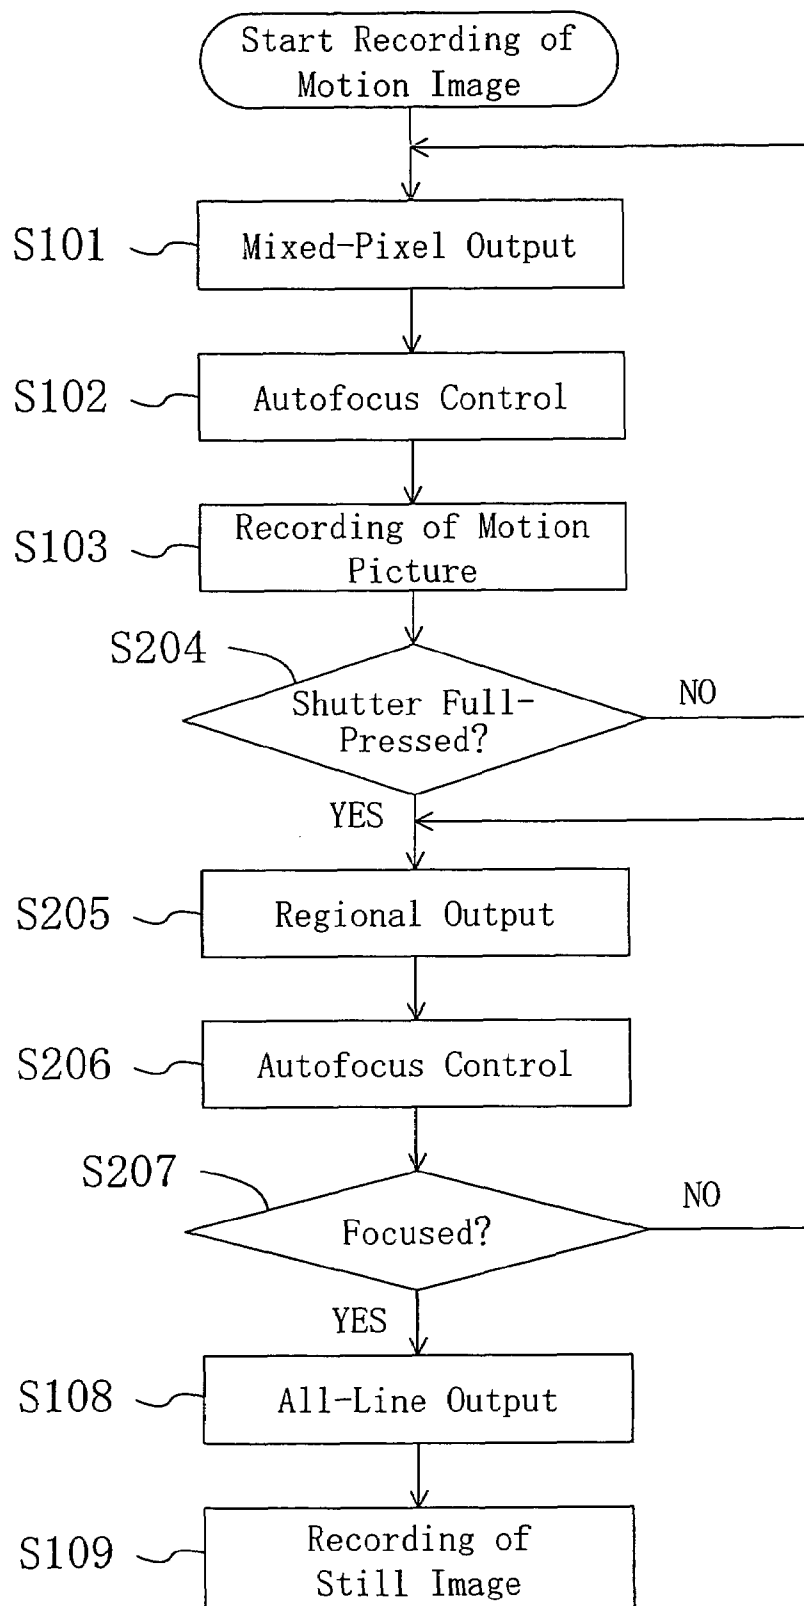 Start Recording of
Motion Image
S101
Mixed-Pixel Output
S102
Autofocus Control
S103
Recording of Motion
Picture
S204
Shutter Full-
Pressed?
NO
YES
S205
Regional Output
S206
Autofocus Control
S207
Focused?
NO
YES
S108
All-Line Output
S109
Recording of
Still Image